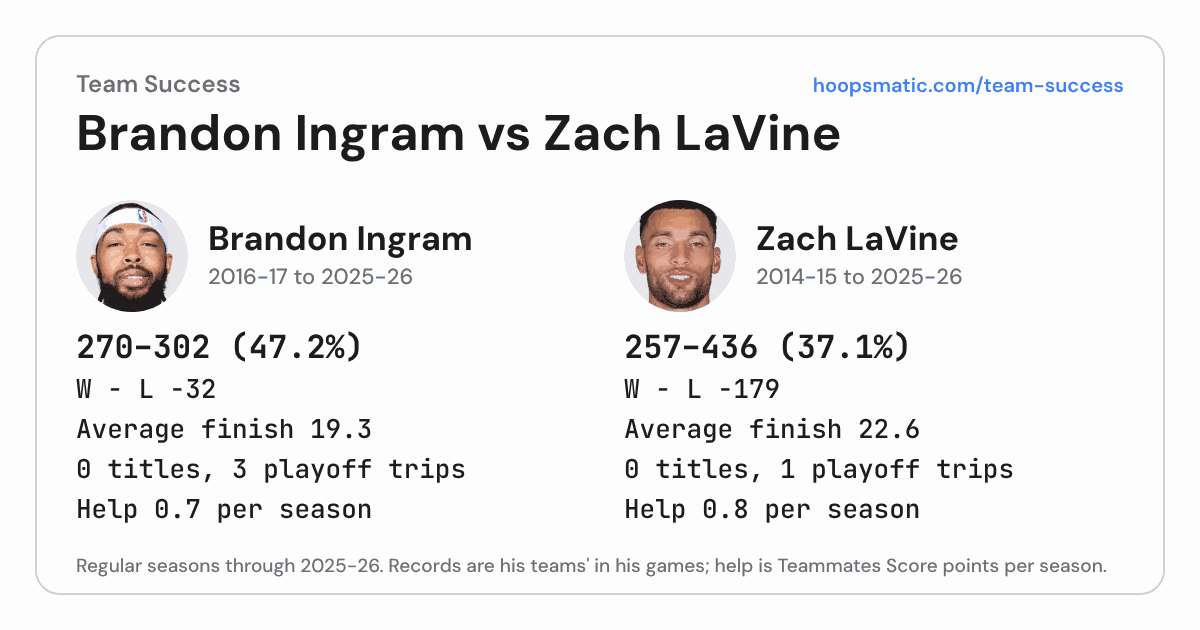 Team Success
hoopsmatic.com/team-success
Brandon Ingram vs Zach LaVine
Brandon Ingram
2016-17 to 2025-26
270-302 (47.2%)
W - L -32
Average finish 19.3
0 titles, 3 playoff trips
Help 0.7 per season
Zach LaVine
2014-15 to 2025-26
257-436 (37.1%)
W - L -179
Average finish 22.6
0 titles, 1 playoff trips
Help 0.8 per season
Regular seasons through 2025-26. Records are his teams' in his games; help is Teammates Score points per season.